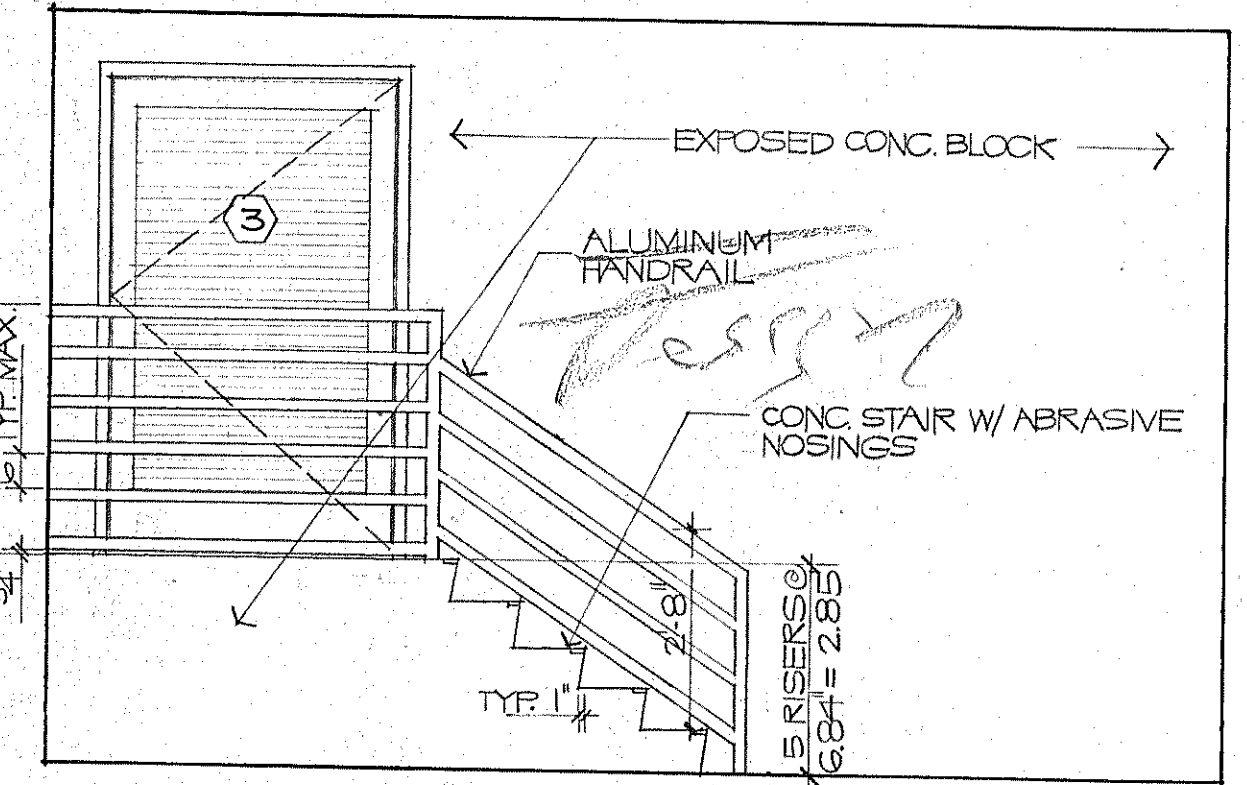 EXPOSED CONC. BLOCK
3
ALUMINUM
HANDRAIL
CONC. STAIR W/ ABRASIVE
NOSINGS
TYP. MAX.
6"
2'-8"
TYP. 1"
5 RISERS @
6.84" = 2.85'